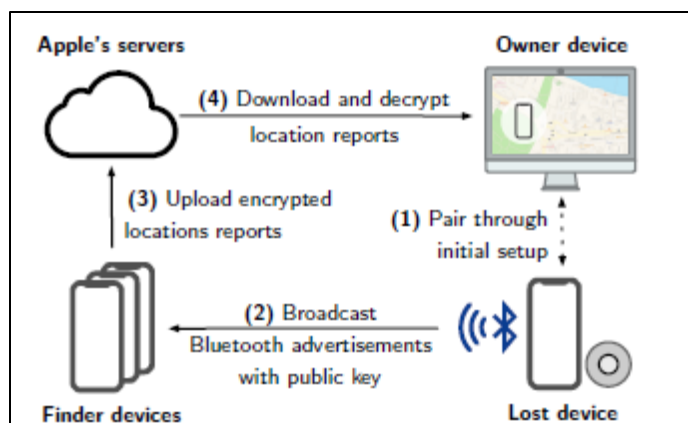 Apple's servers
Owner device
(4) Download and decrypt
location reports
(3) Upload encrypted
locations reports
(1) Pair through
initial setup
(2) Broadcast
Bluetooth advertisements
with public key
Finder devices
Lost device